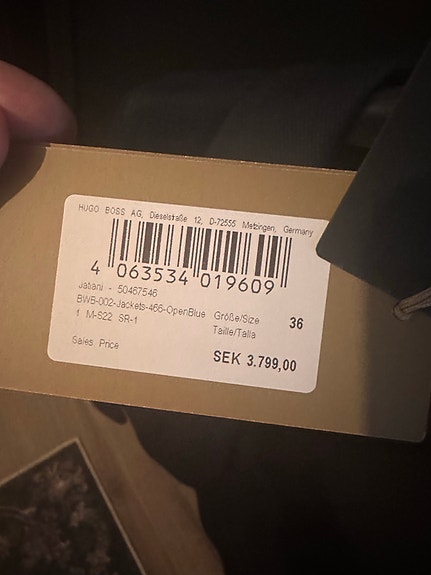 HUGO BOSS AG, Dieselstraße 12, D-72555 Metzingen, Germany
4 063534 019609
Jatiani - 50467546
BWB-002-Jackets-466-OpenBlue Größe/Size 36
1 M-S22 SR-1 Taille/Talla
Sales Price SEK 3.799,00